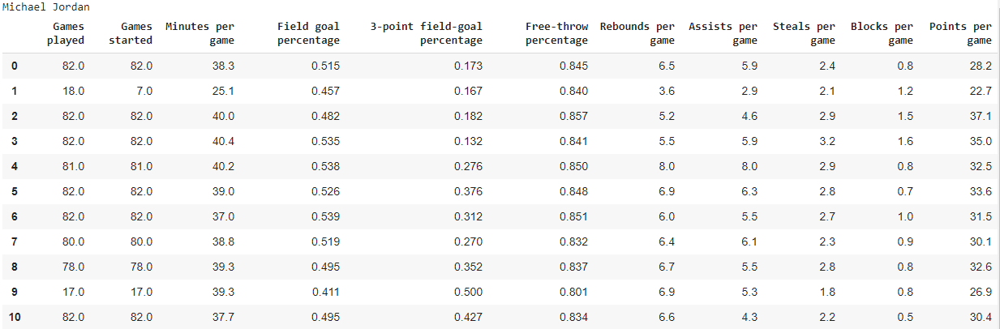 Michael Jordan
Games Games Minutes per Field goal 3-point field-goal Free-throw Rebounds per Assists per Steals per Blocks per Points per
played started game percentage percentage percentage game game game game game
0 82.0 82.0 38.3 0.515 0.173 0.845 6.5 5.9 2.4 0.8 28.2
1 18.0 7.0 25.1 0.457 0.167 0.840 3.6 2.9 2.1 1.2 22.7
2 82.0 82.0 40.0 0.482 0.182 0.857 5.2 4.6 2.9 1.5 37.1
3 82.0 82.0 40.4 0.535 0.132 0.841 5.5 5.9 3.2 1.6 35.0
4 81.0 81.0 40.2 0.538 0.276 0.850 8.0 8.0 2.9 0.8 32.5
5 82.0 82.0 39.0 0.526 0.376 0.848 6.9 6.3 2.8 0.7 33.6
6 82.0 82.0 37.0 0.539 0.312 0.851 6.0 5.5 2.7 1.0 31.5
7 80.0 80.0 38.8 0.519 0.270 0.832 6.4 6.1 2.3 0.9 30.1
8 78.0 78.0 39.3 0.495 0.352 0.837 6.7 5.5 2.8 0.8 32.6
9 17.0 17.0 39.3 0.411 0.500 0.801 6.9 5.3 1.8 0.8 26.9
10 82.0 82.0 37.7 0.495 0.427 0.834 6.6 4.3 2.2 0.5 30.4